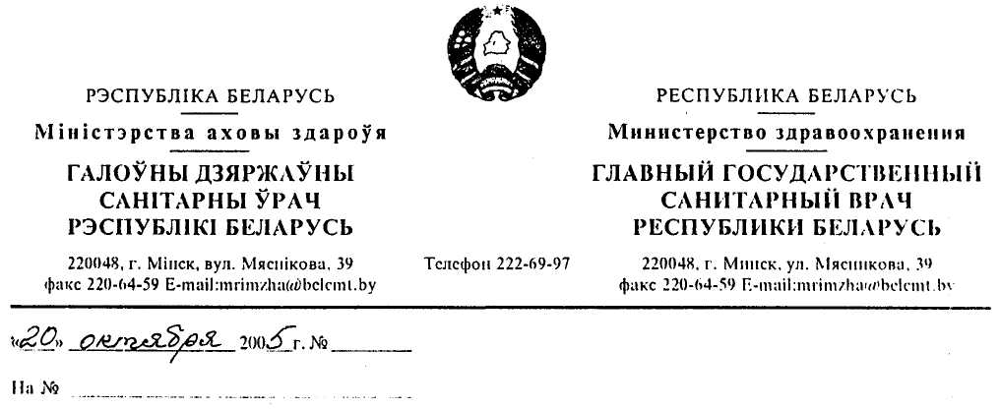 РЭСПУБЛІКА БЕЛАРУСЬ
Міністэрства аховы здароўя
ГАЛОЎНЫ ДЗЯРЖАЎНЫ
САНІТАРНЫ ЎРАЧ
РЭСПУБЛІКІ БЕЛАРУСЬ
220048, г. Мінск, вул. Мяснікова, 39
факс 220-64-59 E-mail:mrimzha@belcmt.by
Телефон 222-69-97
РЕСПУБЛИКА БЕЛАРУСЬ
Министерство здравоохранения
ГЛАВНЫЙ ГОСУДАРСТВЕННЫЙ
САНИТАРНЫЙ ВРАЧ
РЕСПУБЛИКИ БЕЛАРУСЬ
220048, г. Минск, ул. Мясникова, 39
факс 220-64-59 E-mail:mrimzha@belcmt.by
«20» октября 2005 г. №
На №